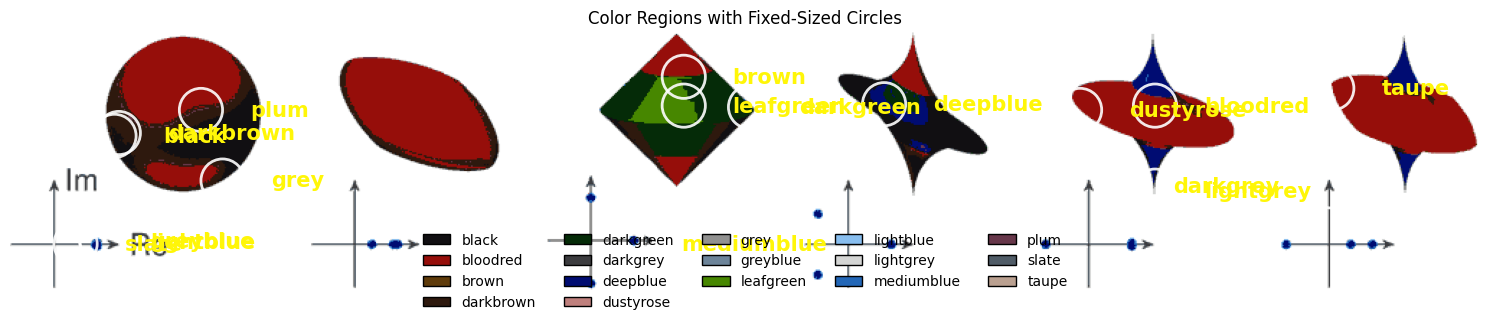 Color Regions with Fixed-Sized Circles
brown
taupe
plum
leafgreen
darkgreen
deepblue
dustyrose
bloodred
darkbrown
black
grey
Im
darkgrey
lightgrey
slate
greyblue
lightblue
Re
mediumblue
black
bloodred
brown
darkbrown
darkgreen
darkgrey
deepblue
dustyrose
grey
greyblue
leafgreen
lightblue
lightgrey
mediumblue
plum
slate
taupe